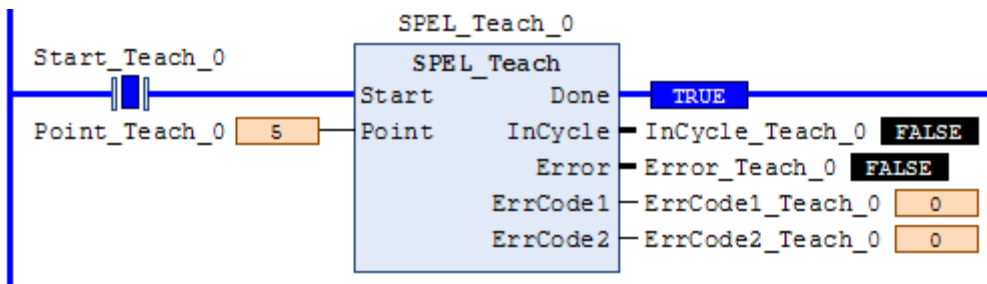 SPEL_Teach_0
Start_Teach_0
SPEL_Teach
Start Done TRUE
Point_Teach_0 5 Point InCycle InCycle_Teach_0 FALSE
Error Error_Teach_0 FALSE
ErrCode1 ErrCode1_Teach_0 0
ErrCode2 ErrCode2_Teach_0 0